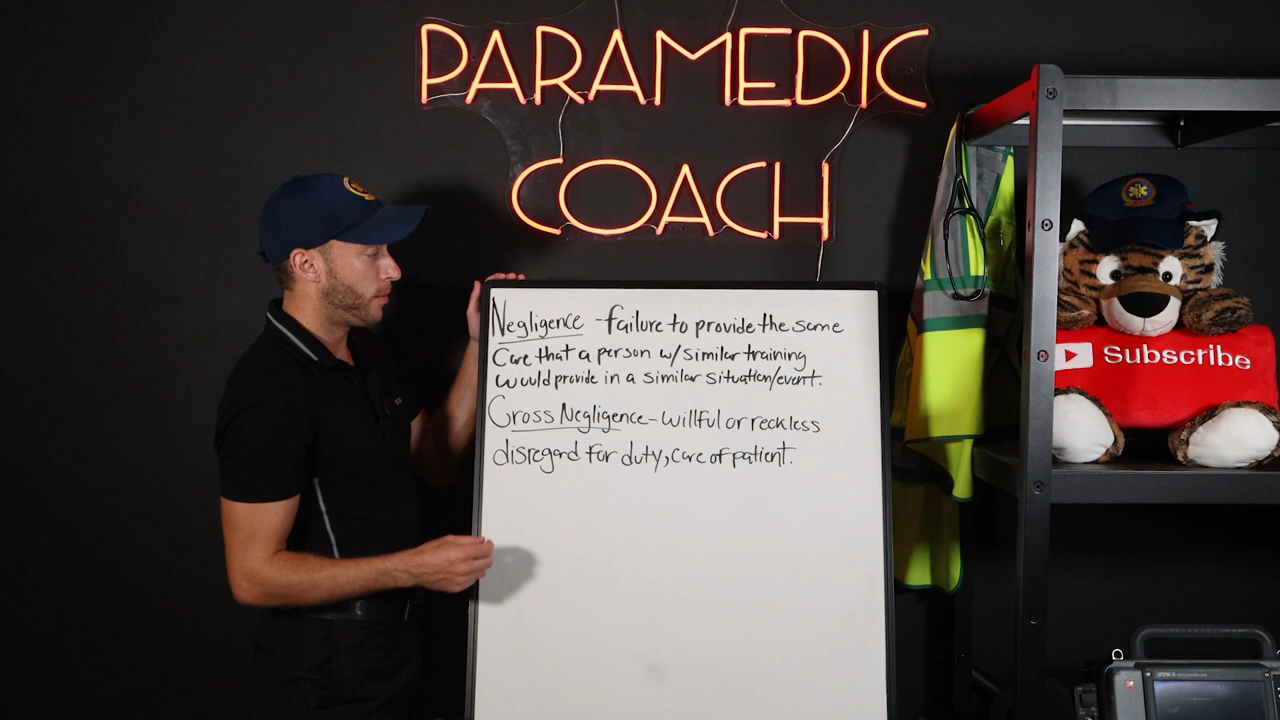 PARAMEDIC
COACH
Negligence - failure to provide the same
Care that a person w/ similar training
would provide in a similar situation/event.
Gross Negligence - willful or reckless
disregard for duty, care of patient.
Subscribe